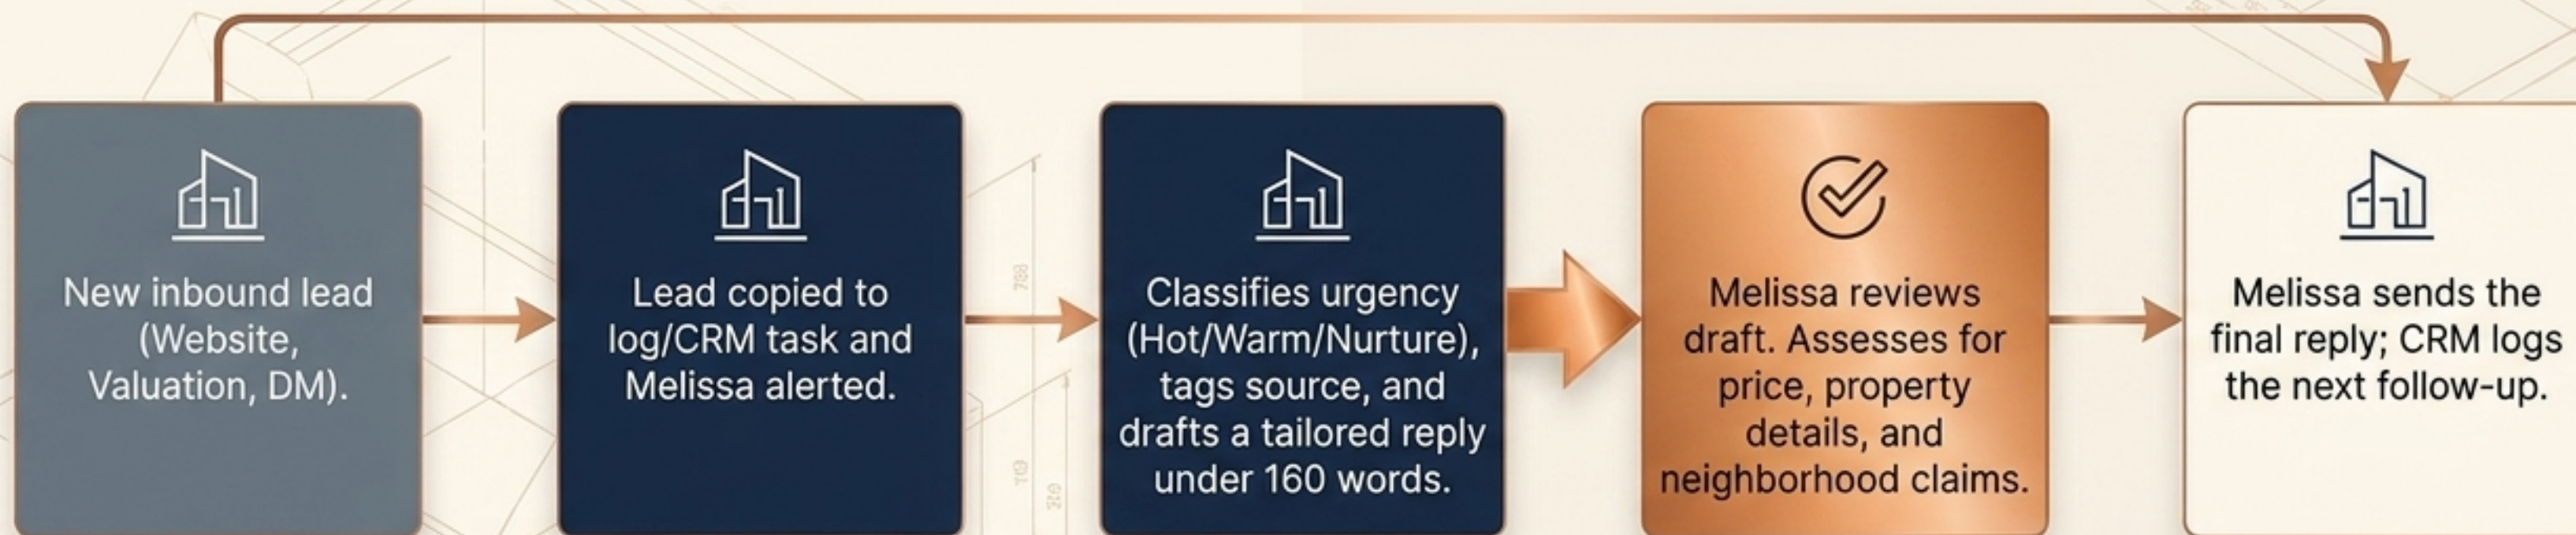 New inbound lead
(Website,
Valuation, DM).
Lead copied to
log/CRM task and
Melissa alerted.
Classifies urgency
(Hot/Warm/Nurture),
tags source, and
drafts a tailored reply
under 160 words.
Melissa reviews
draft. Assesses for
price, property
details, and
neighborhood claims.
Melissa sends the
final reply; CRM logs
the next follow-up.